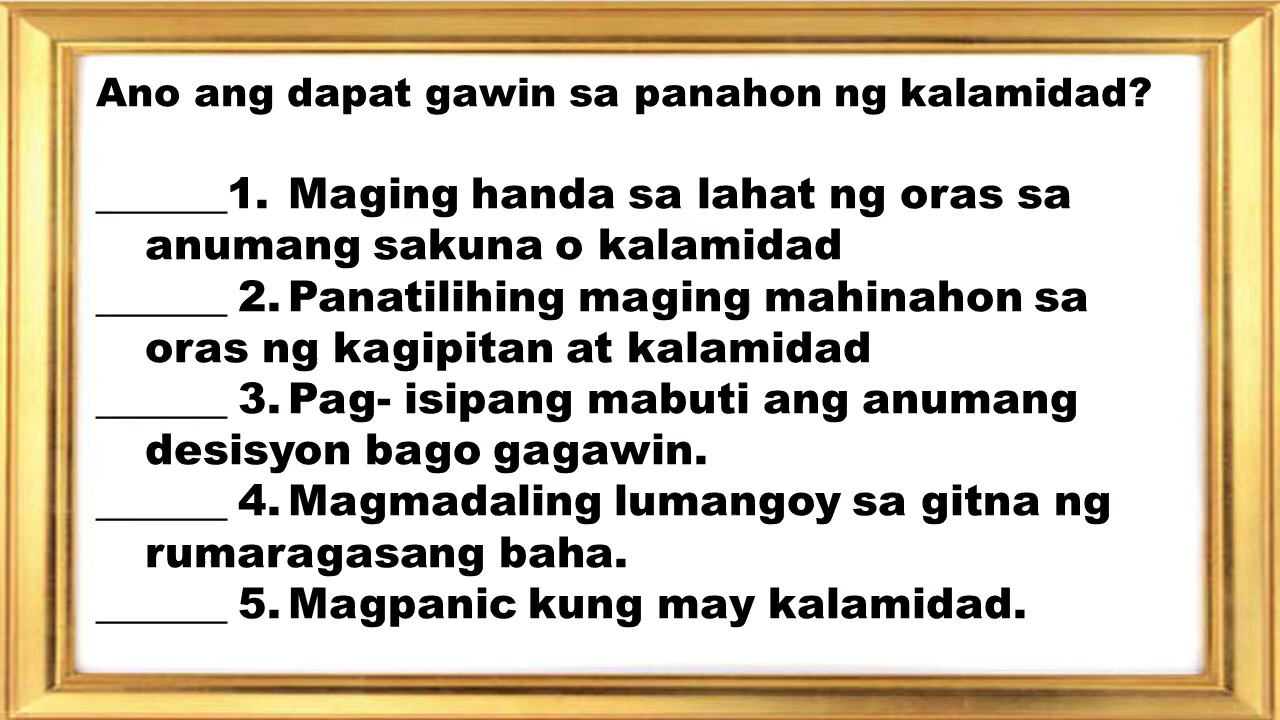 Ano ang dapat gawin sa panahon ng kalamidad?
______1. Maging handa sa lahat ng oras sa
anumang sakuna o kalamidad
______ 2. Panatilihing maging mahinahon sa
oras ng kagipitan at kalamidad
______ 3. Pag- isipang mabuti ang anumang
desisyon bago gagawin.
______ 4. Magmadaling lumangoy sa gitna ng
rumaragasang baha.
______ 5. Magpanic kung may kalamidad.